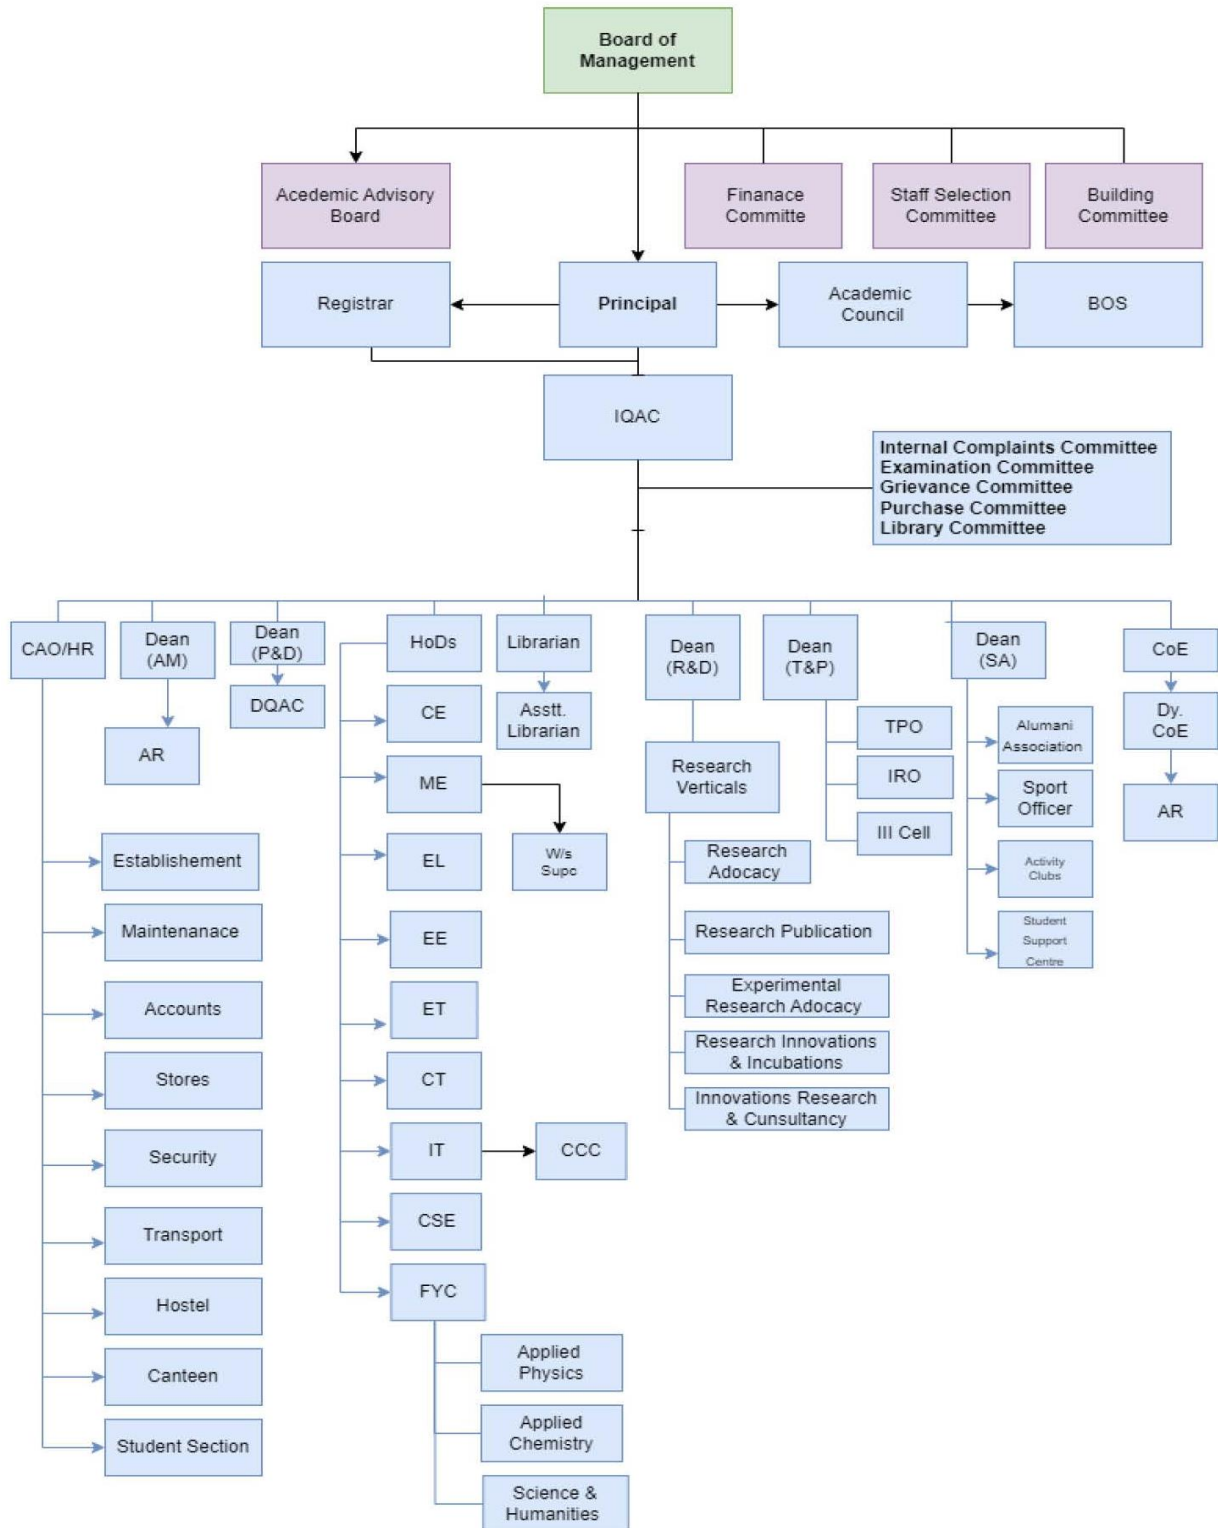 Board of
Management
Acedemic Advisory
Board
Finanace
Committe
Staff Selection
Committee
Building
Committee
Registrar
Principal
Academic
Council
BOS
IQAC
Internal Complaints Committee
Examination Committee
Grievance Committee
Purchase Committee
Library Committee
CAO/HR
Establishement
Maintenanace
Accounts
Stores
Security
Transport
Hostel
Canteen
Student Section
Dean
(AM)
AR
Dean
(P&D)
DQAC
HoDs
CE
ME
W/s
Supc
EL
EE
ET
CT
IT
CCC
CSE
FYC
Applied
Physics
Applied
Chemistry
Science &
Humanities
Librarian
Asstt.
Librarian
Dean
(R&D)
Research
Verticals
Research
Adocacy
Research Publication
Experimental
Research Adocacy
Research Innovations
& Incubations
Innovations Research
& Cunsultancy
Dean
(T&P)
TPO
IRO
III Cell
Dean
(SA)
Alumani
Association
Sport
Officer
Activity
Clubs
Student
Support
Centre
CoE
Dy.
CoE
AR